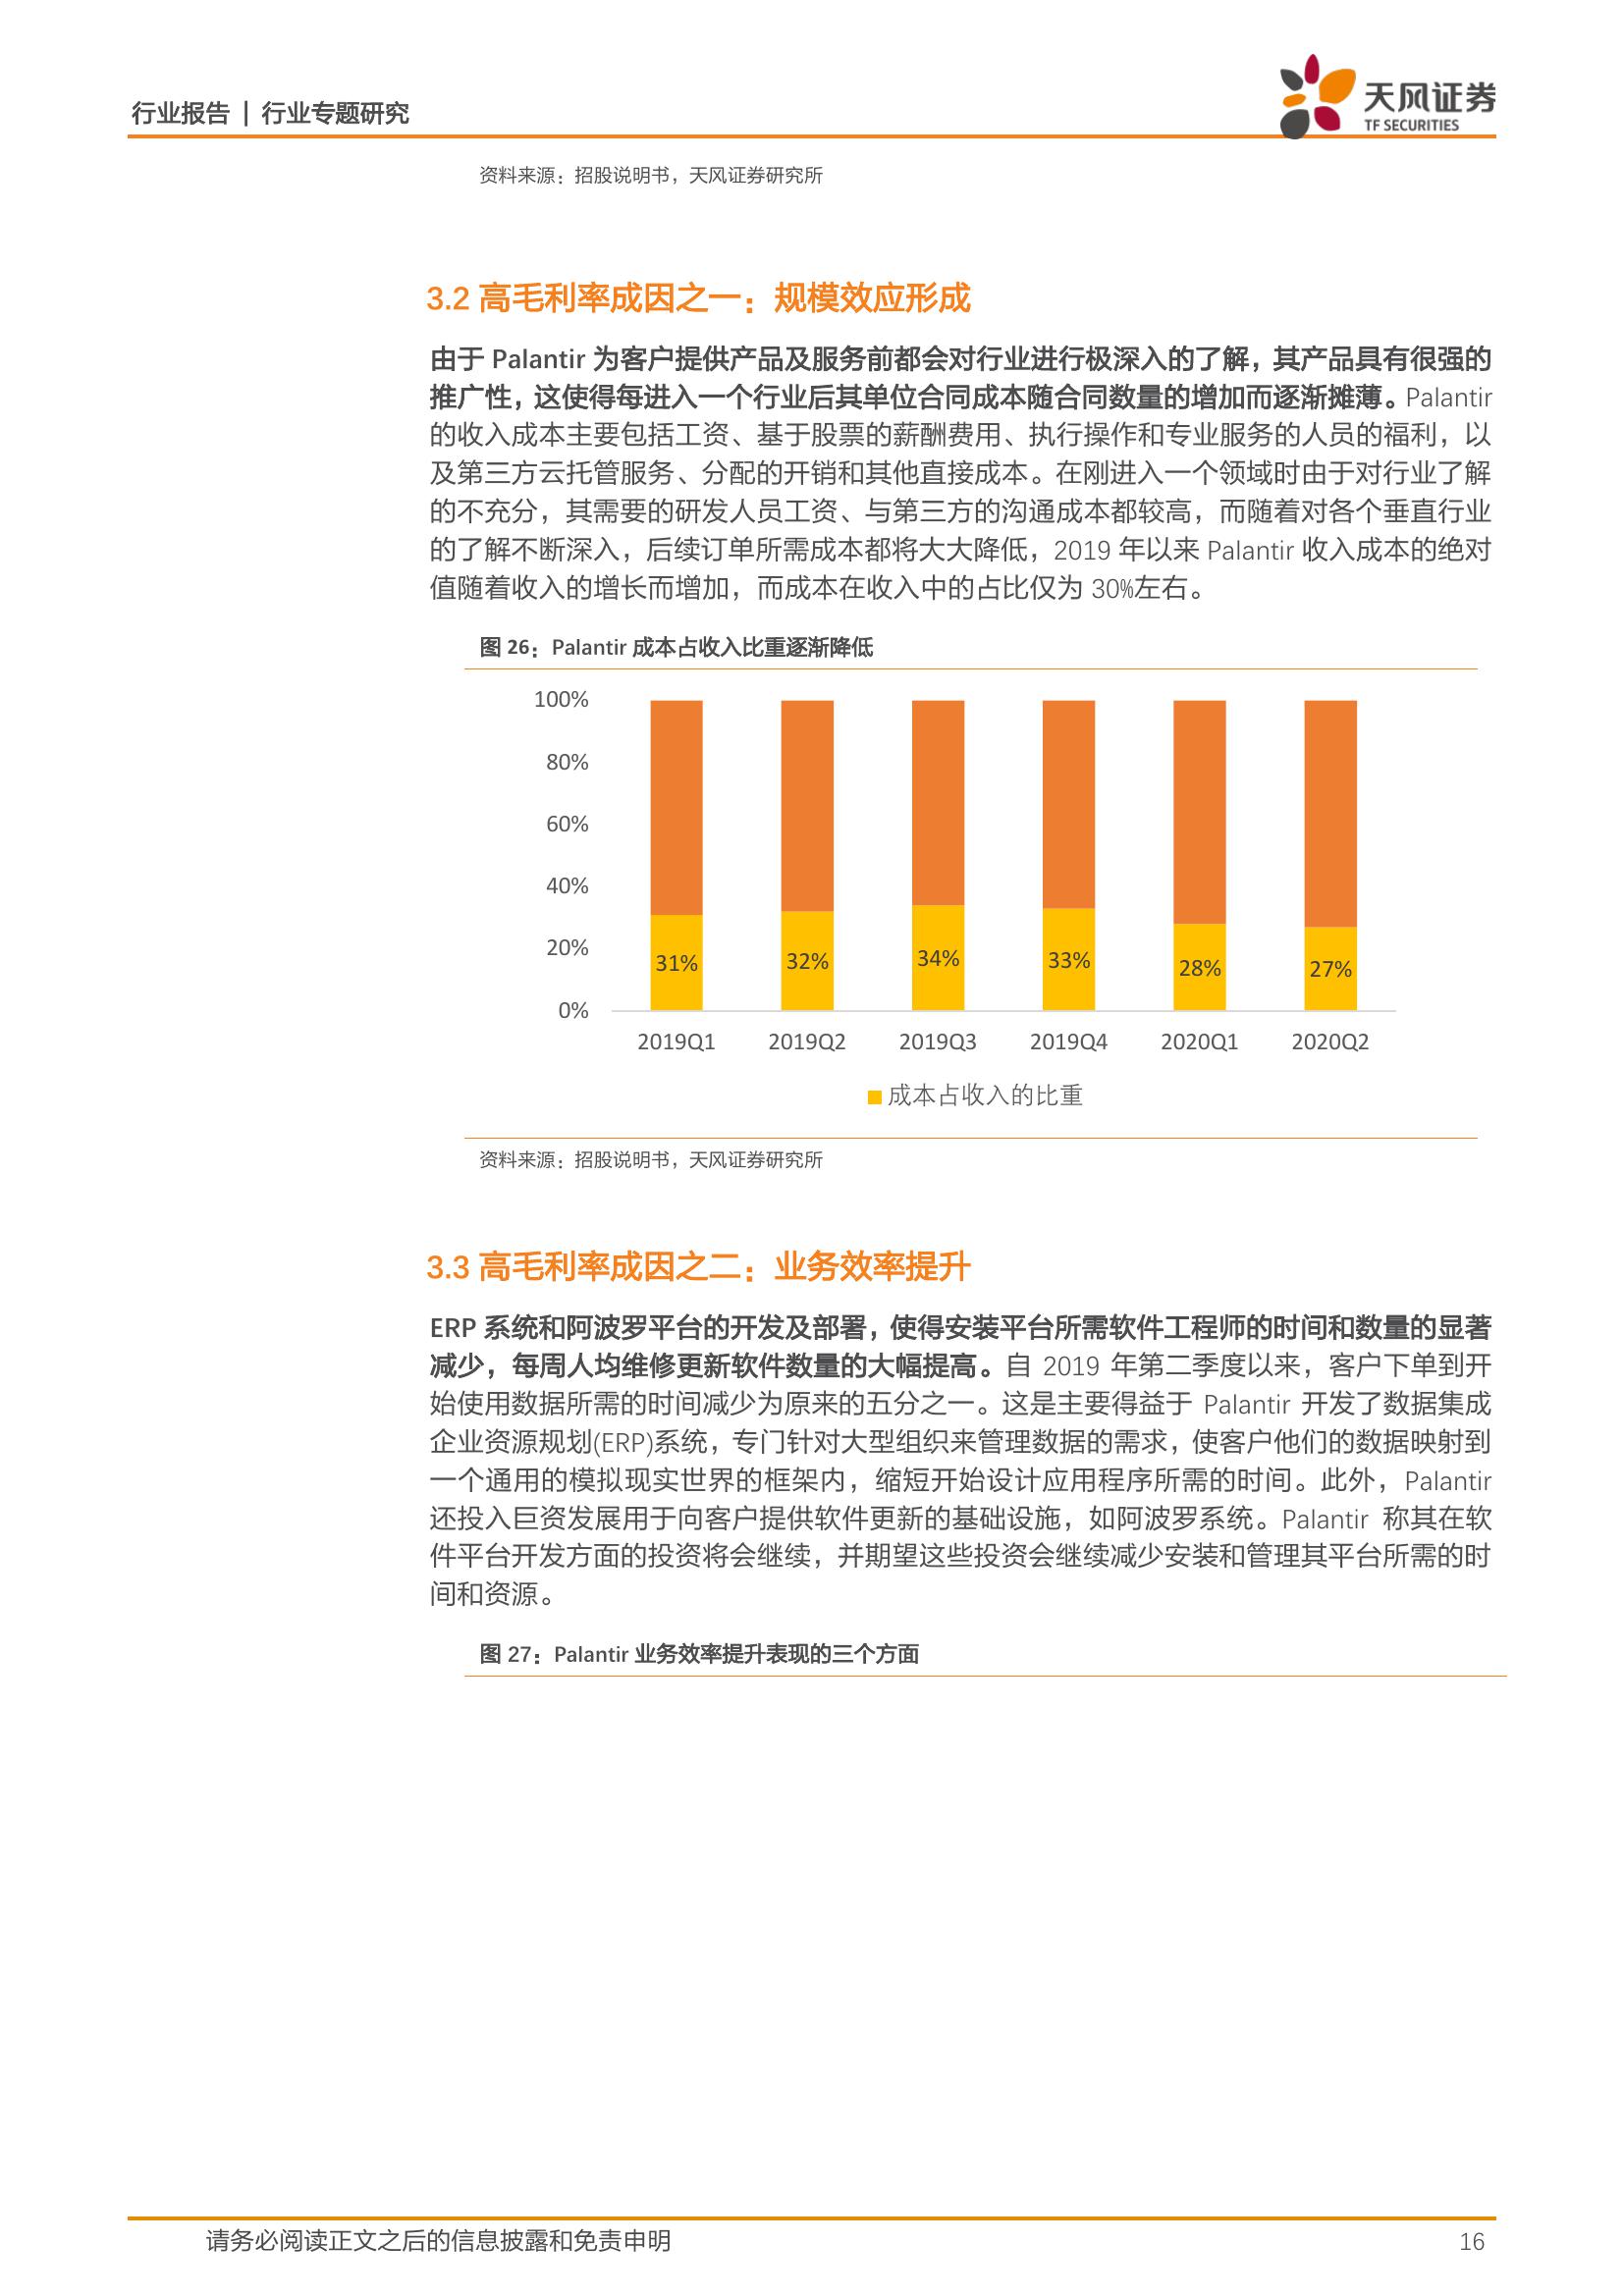 行业报告 | 行业专题研究
天风证券
TF SECURITIES
资料来源：招股说明书，天风证券研究所
3.2 高毛利率成因之一：规模效应形成
由于 Palantir 为客户提供产品及服务前都会对行业进行极深入的了解，其产品具有很强的
推广性，这使得每进入一个行业后其单位合同成本随合同数量的增加而逐渐摊薄。Palantir
的收入成本主要包括工资、基于股票的薪酬费用、执行操作和专业服务的人员的福利，以
及第三方云托管服务、分配的开销和其他直接成本。在刚进入一个领域时由于对行业了解
的不充分，其需要的研发人员工资、与第三方的沟通成本都较高，而随着对各个垂直行业
的了解不断深入，后续订单所需成本都将大大降低，2019 年以来 Palantir 收入成本的绝对
值随着收入的增长而增加，而成本在收入中的占比仅为 30%左右。
图 26：Palantir 成本占收入比重逐渐降低
100%
80%
60%
40%
20%
0%
31% 32% 34% 33% 28% 27%
2019Q1 2019Q2 2019Q3 2019Q4 2020Q1 2020Q2
成本占收入的比重
资料来源：招股说明书，天风证券研究所
3.3 高毛利率成因之二：业务效率提升
ERP 系统和阿波罗平台的开发及部署，使得安装平台所需软件工程师的时间和数量的显著
减少，每周人均维修更新软件数量的大幅提高。自 2019 年第二季度以来，客户下单到开
始使用数据所需的时间减少为原来的五分之一。这是主要得益于 Palantir 开发了数据集成
企业资源规划(ERP)系统，专门针对大型组织来管理数据的需求，使客户他们的数据映射到
一个通用的模拟现实世界的框架内，缩短开始设计应用程序所需的时间。此外，Palantir
还投入巨资发展用于向客户提供软件更新的基础设施，如阿波罗系统。Palantir 称其在软
件平台开发方面的投资将会继续，并期望这些投资会继续减少安装和管理其平台所需的时
间和资源。
图 27：Palantir 业务效率提升表现的三个方面
请务必阅读正文之后的信息披露和免责申明
16